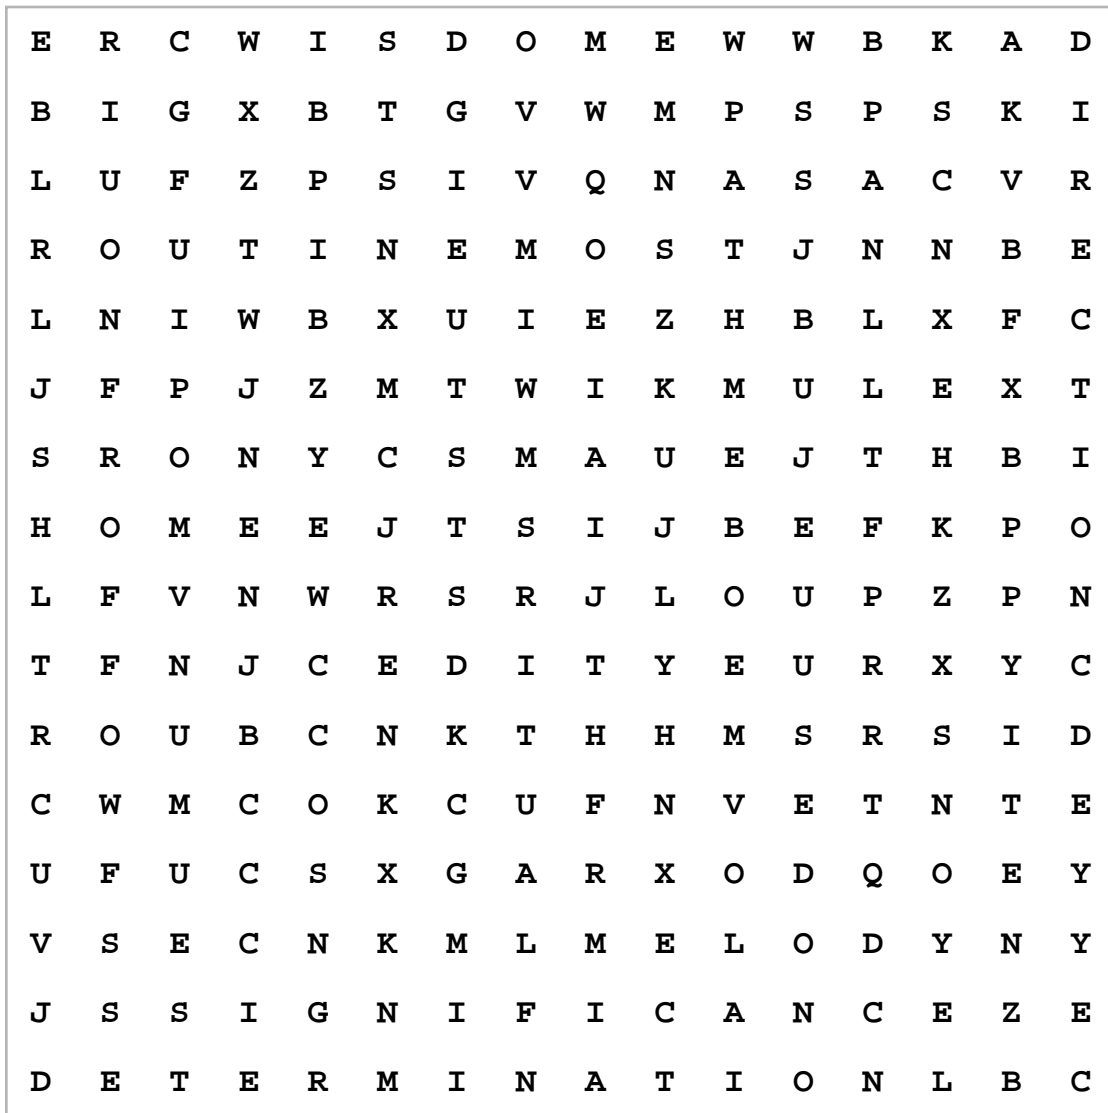 E R C W I S D O M E W W B K A D
B I G X B T G V W M P S P S K I
L U F Z P S I V Q N A S A C V R
R O U T I N E M O S T J N N B E
L N I W B X U I E Z H B L X F C
J F P J Z M T W I K M U L E X T
S R O N Y C S M A U E J T H B I
H O M E E J T S I J B E F K P O
L F V N W R S R J L O U P Z P N
T F N J C E D I T Y E U R X Y C
R O U B C N K T H H M S R S I D
C W M C O K C U F N V E T N T E
U F U C S X G A R X O D Q O E Y
V S E C N K M L M E L O D Y N Y
J S S I G N I F I C A N C E Z E
D E T E R M I N A T I O N L B C